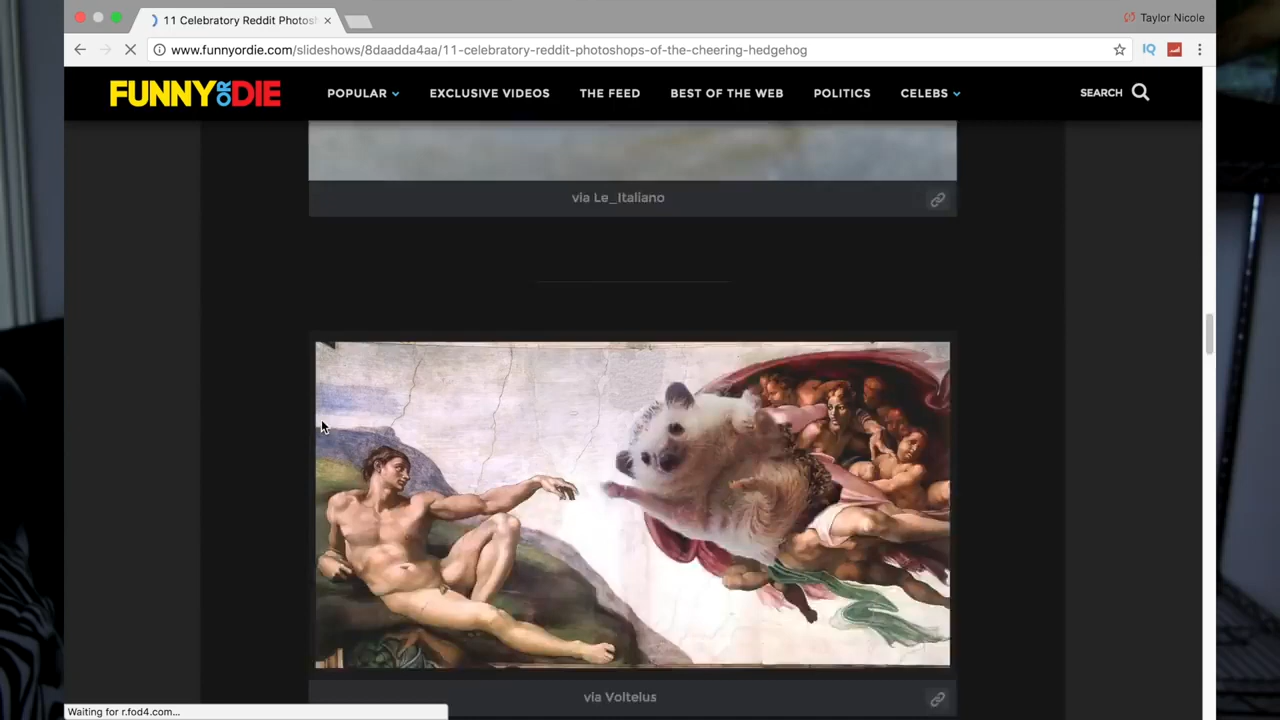 11 Celebratory Reddit Photosh
Taylor Nicole
www.funnyordie.com/slideshows/8daadda4aa/11-celebratory-reddit-photoshops-of-the-cheering-hedgehog
IQ
FUNNY OR DIE
POPULAR
EXCLUSIVE VIDEOS
THE FEED
BEST OF THE WEB
POLITICS
CELEBS
SEARCH
via Le_Italiano
via Voltelus
Waiting for r.fod4.com...